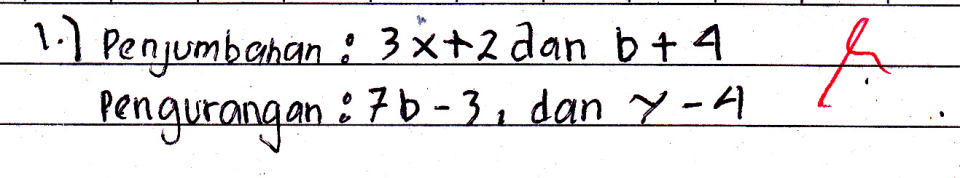 1.) Penjumbahan : 3x+2 dan b + 4
Pengurangan : 7b - 3, dan y - 4